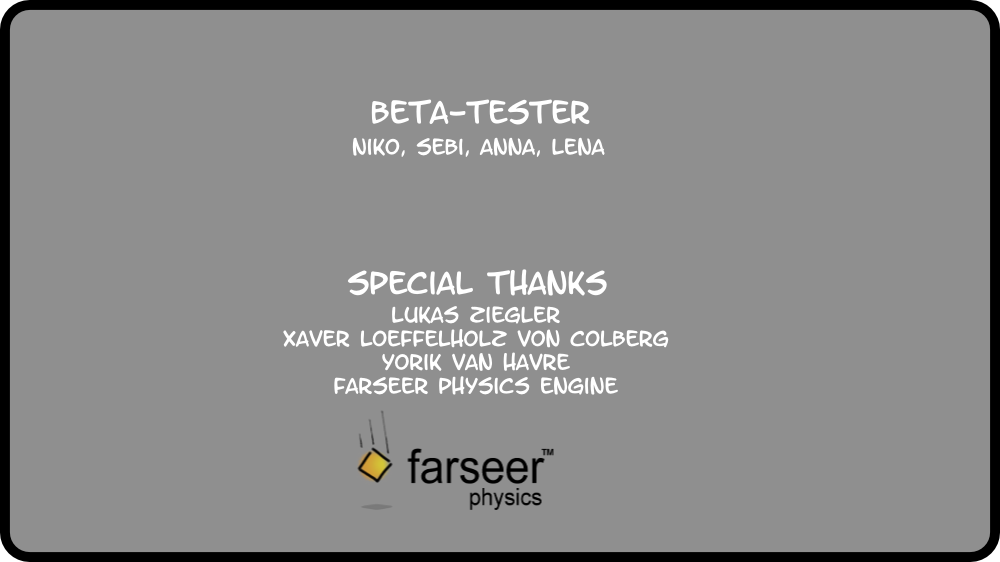 BETA-TESTER
NIKO, SEBI, ANNA, LENA
SPECIAL THANKS
LUKAS ZIEGLER
XAVER LOEFFELHOLZ VON COLBERG
YORIK VAN HAVRE
FARSEER PHYSICS ENGINE
farseer™
physics